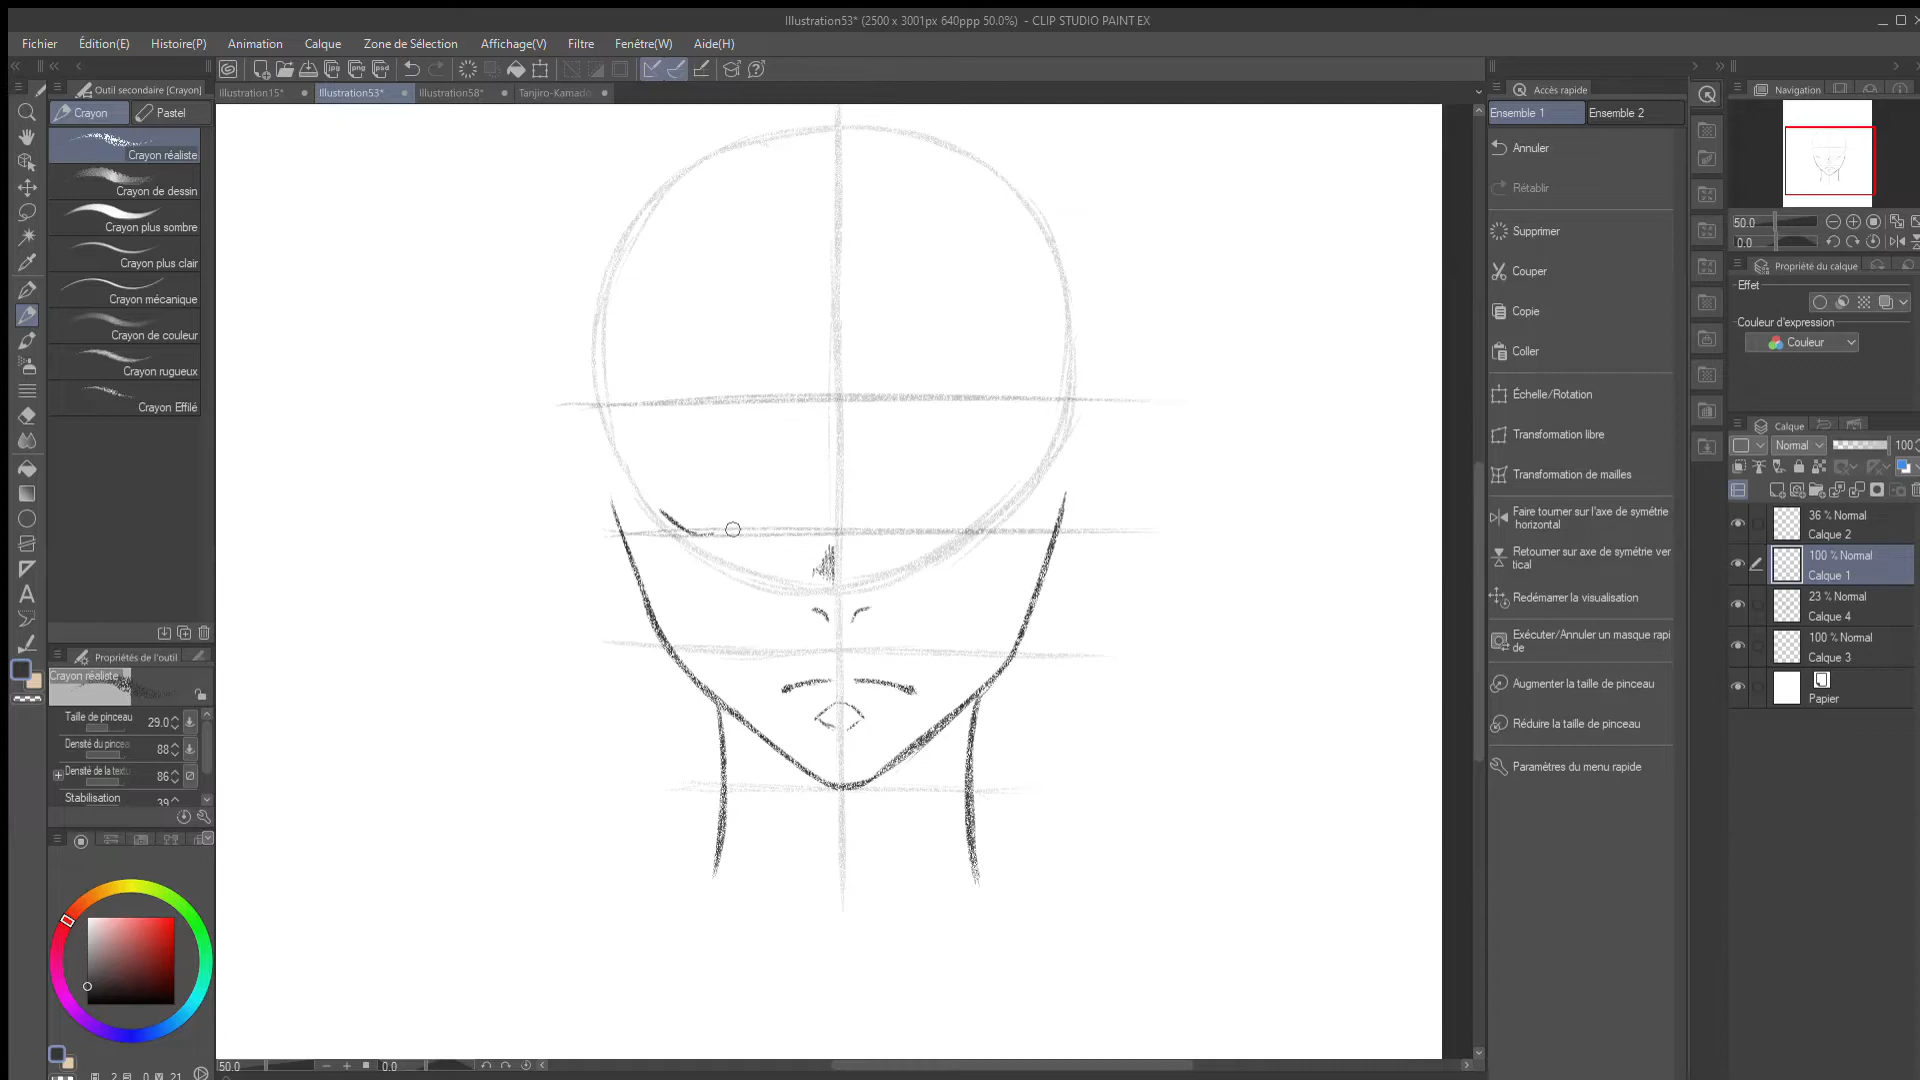 Illustration53* (2500 x 3001px 640ppp 50.0%) - CLIP STUDIO PAINT EX
Fichier Édition(E) Histoire(P) Animation Calque Zone de Sélection Affichage(V) Filtre Fenêtre(W) Aide(H)
Outil secondaire [Crayon]
Illustration15* Illustration53* Illustration58* Tanjiro-Kamado
Crayon Pastel
Crayon réaliste
Crayon de dessin
Crayon plus sombre
Crayon plus clair
Crayon mécanique
Crayon de couleur
Crayon rugueux
Crayon Effilé
Propriétés de l'outil
Crayon réaliste
Taille de pinceau 29.0
Densité du pincea 88
Densité de la textu 86
Stabilisation 39
50.0 0.0
Accès rapide
Ensemble 1 Ensemble 2
Annuler
Rétablir
Supprimer
Couper
Copie
Coller
Échelle/Rotation
Transformation libre
Transformation de mailles
Faire tourner sur l'axe de symétrie
horizontal
Retourner sur axe de symétrie ver
tical
Redémarrer la visualisation
Exécuter/Annuler un masque rapi
de
Augmenter la taille de pinceau
Réduire la taille de pinceau
Paramètres du menu rapide
Navigation
50.0
0.0
Propriété du calque
Effet
Couleur d'expression
Couleur
Calque
Normal 100
36 % Normal
Calque 2
100 % Normal
Calque 1
23 % Normal
Calque 4
100 % Normal
Calque 3
Papier